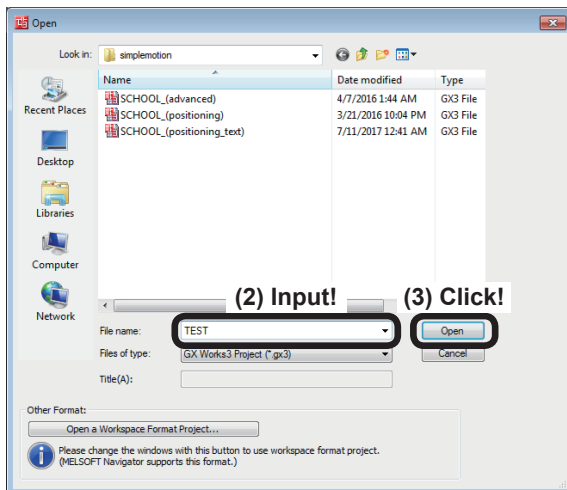 Open
Look in: simplemotion
Name Date modified Type
SCHOOL_(advanced) 4/7/2016 1:44 AM GX3 File
SCHOOL_(positioning) 3/21/2016 10:04 PM GX3 File
SCHOOL_(positioning_text) 7/11/2017 12:41 AM GX3 File
Recent Places
Desktop
Libraries
Computer
Network
(2) Input! (3) Click!
File name: TEST Open
Files of type: GX Works3 Project (*.gx3) Cancel
Title(A):
Other Format:
Open a Workspace Format Project...
Please change the windows with this button to use workspace format project.
(MELSOFT Navigator supports this format.)